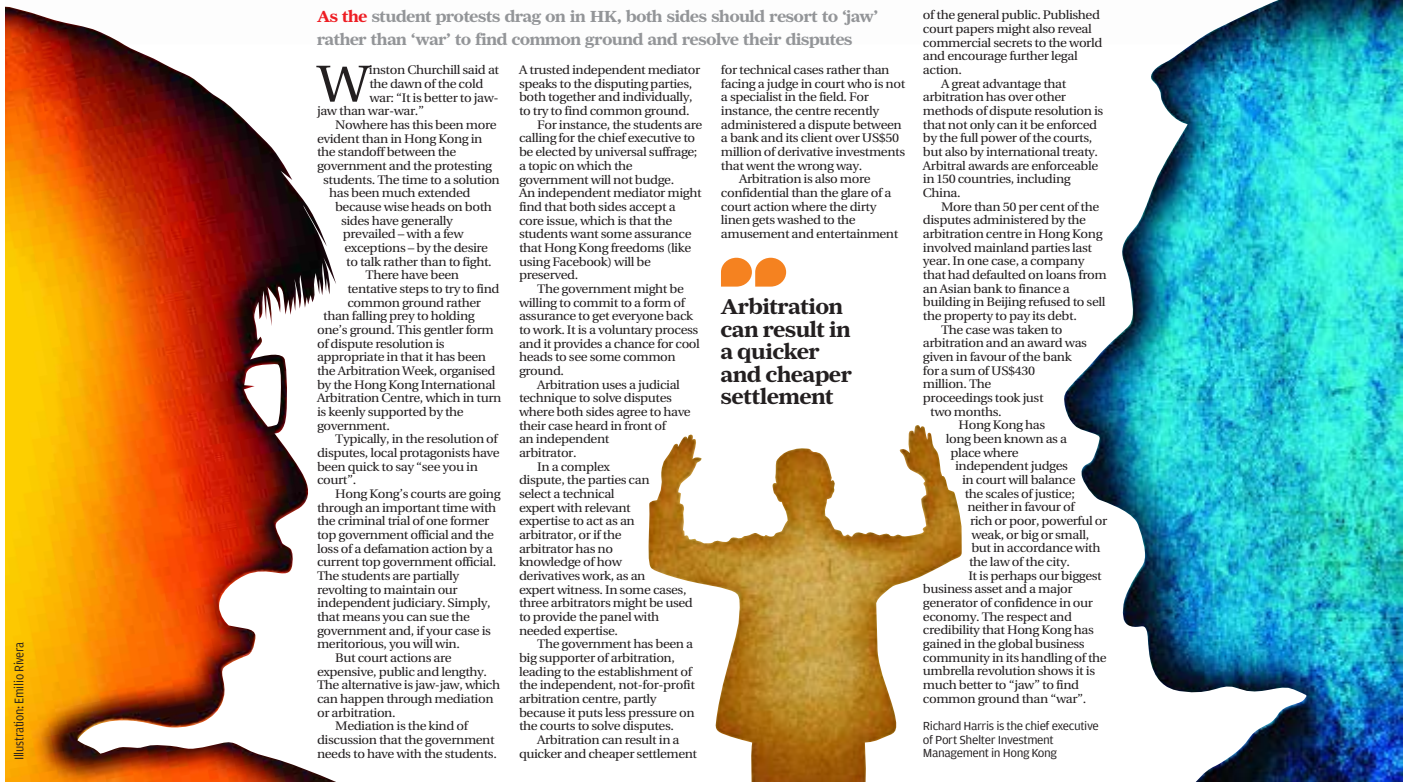 As the student protests drag on in HK, both sides should resort to ‘jaw’
rather than ‘war’ to find common ground and resolve their disputes
Winston Churchill said at
the dawn of the cold
war: “It is better to jaw-
jaw than war-war.”
Nowhere has this been more
evident than in Hong Kong in
the standoff between the
government and the protesting
students. The time to a solution
has been much extended
because wise heads on both
sides have generally
prevailed – with a few
exceptions – by the desire
to talk rather than to fight.
There have been
tentative steps to try to find
common ground rather
than falling prey to holding
one’s ground. This gentler form
of dispute resolution is
appropriate in that it has been
the Arbitration Week, organised
by the Hong Kong International
Arbitration Centre, which in turn
is keenly supported by the
government.
Typically, in the resolution of
disputes, local protagonists have
been quick to say “see you in
court”.
Hong Kong’s courts are going
through an important time with
the criminal trial of one former
top government official and the
loss of a defamation action by a
current top government official.
The students are partially
revolting to maintain our
independent judiciary. Simply,
that means you can sue the
government and, if your case is
meritorious, you will win.
But court actions are
expensive, public and lengthy.
The alternative is jaw-jaw, which
can happen through mediation
or arbitration.
Mediation is the kind of
discussion that the government
needs to have with the students.
A trusted independent mediator
speaks to the disputing parties,
both together and individually,
to try to find common ground.
For instance, the students are
calling for the chief executive to
be elected by universal suffrage;
a topic on which the
government will not budge.
An independent mediator might
find that both sides accept a
core issue, which is that the
students want some assurance
that Hong Kong freedoms (like
using Facebook) will be
preserved.
The government might be
willing to commit to a form of
assurance to get everyone back
to work. It is a voluntary process
and it provides a chance for cool
heads to see some common
ground.
Arbitration uses a judicial
technique to solve disputes
where both sides agree to have
their case heard in front of
an independent
arbitrator.
In a complex
dispute, the parties can
select a technical
expert with relevant
expertise to act as an
arbitrator, or if the
arbitrator has no
knowledge of how
derivatives work, as an
expert witness. In some cases,
three arbitrators might be used
to provide the panel with
needed expertise.
The government has been a
big supporter of arbitration,
leading to the establishment of
the independent, not-for-profit
arbitration centre, partly
because it puts less pressure on
the courts to solve disputes.
Arbitration can result in a
quicker and cheaper settlement
for technical cases rather than
facing a judge in court who is not
a specialist in the field. For
instance, the centre recently
administered a dispute between
a bank and its client over US$50
million of derivative investments
that went the wrong way.
Arbitration is also more
confidential than the glare of a
court action where the dirty
linen gets washed to the
amusement and entertainment
Arbitration
can result in
a quicker
and cheaper
settlement
of the general public. Published
court papers might also reveal
commercial secrets to the world
and encourage further legal
action.
A great advantage that
arbitration has over other
methods of dispute resolution is
that not only can it be enforced
by the full power of the courts,
but also by international treaty.
Arbitral awards are enforceable
in 150 countries, including
China.
More than 50 per cent of the
disputes administered by the
arbitration centre in Hong Kong
involved mainland parties last
year. In one case, a company
that had defaulted on loans from
an Asian bank to finance a
building in Beijing refused to sell
the property to pay its debt.
The case was taken to
arbitration and an award was
given in favour of the bank
for a sum of US$430
million. The
proceedings took just
two months.
Hong Kong has
long been known as a
place where
independent judges
in court will balance
the scales of justice;
neither in favour of
rich or poor, powerful or
weak, or big or small,
but in accordance with
the law of the city.
It is perhaps our biggest
business asset and a major
generator of confidence in our
economy. The respect and
credibility that Hong Kong has
gained in the global business
community in its handling of the
umbrella revolution shows it is
much better to “jaw” to find
common ground than “war”.
Richard Harris is the chief executive
of Port Shelter Investment
Management in Hong Kong
Illustration: Emilio Rivera